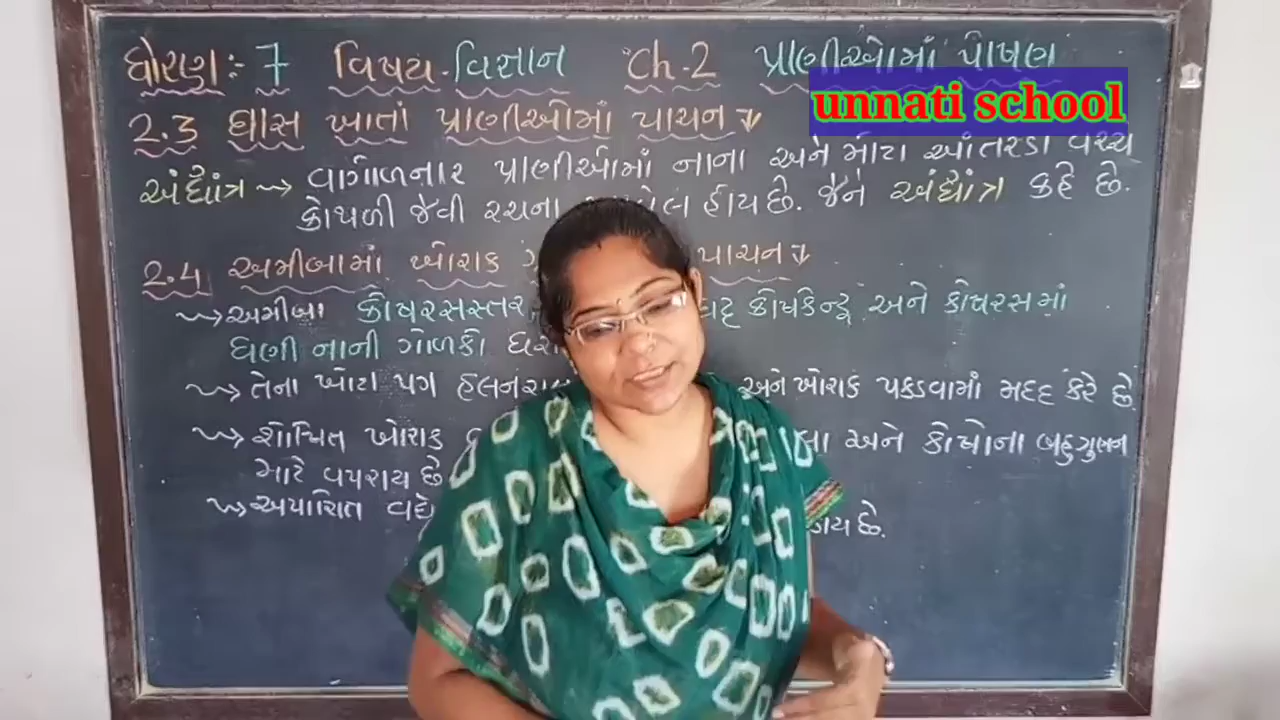 ધોરણ:- 7 વિષય-વિજ્ઞાન Ch-2 પ્રાણીઓમાં પોષણ
unnati school
2.3 ઘાસ ખાતાં પ્રાણીઓમાં પાચન
અંધાંત્ર વાગોળનાર પ્રાણીઓમાં નાના અને મોટા આંતરડા વચ્ચે
કોથળી જેવી રચના હોય છે. જેને અંધાંત્ર કહે છે.
2.4 અમીબામાં ખોરાક પાચન
અમીબા કોષરસસ્તર કોષકેન્દ્ર અને કોષરસમાં
ઘણી નાની ગોળકો
તેના ખોટા પગ અને ખોરાક પકડવામાં મદદ કરે છે.
શોષિત ખોરાક અને કોષોના બહુગુણન
માટે વપરાય છે
અપાચિત